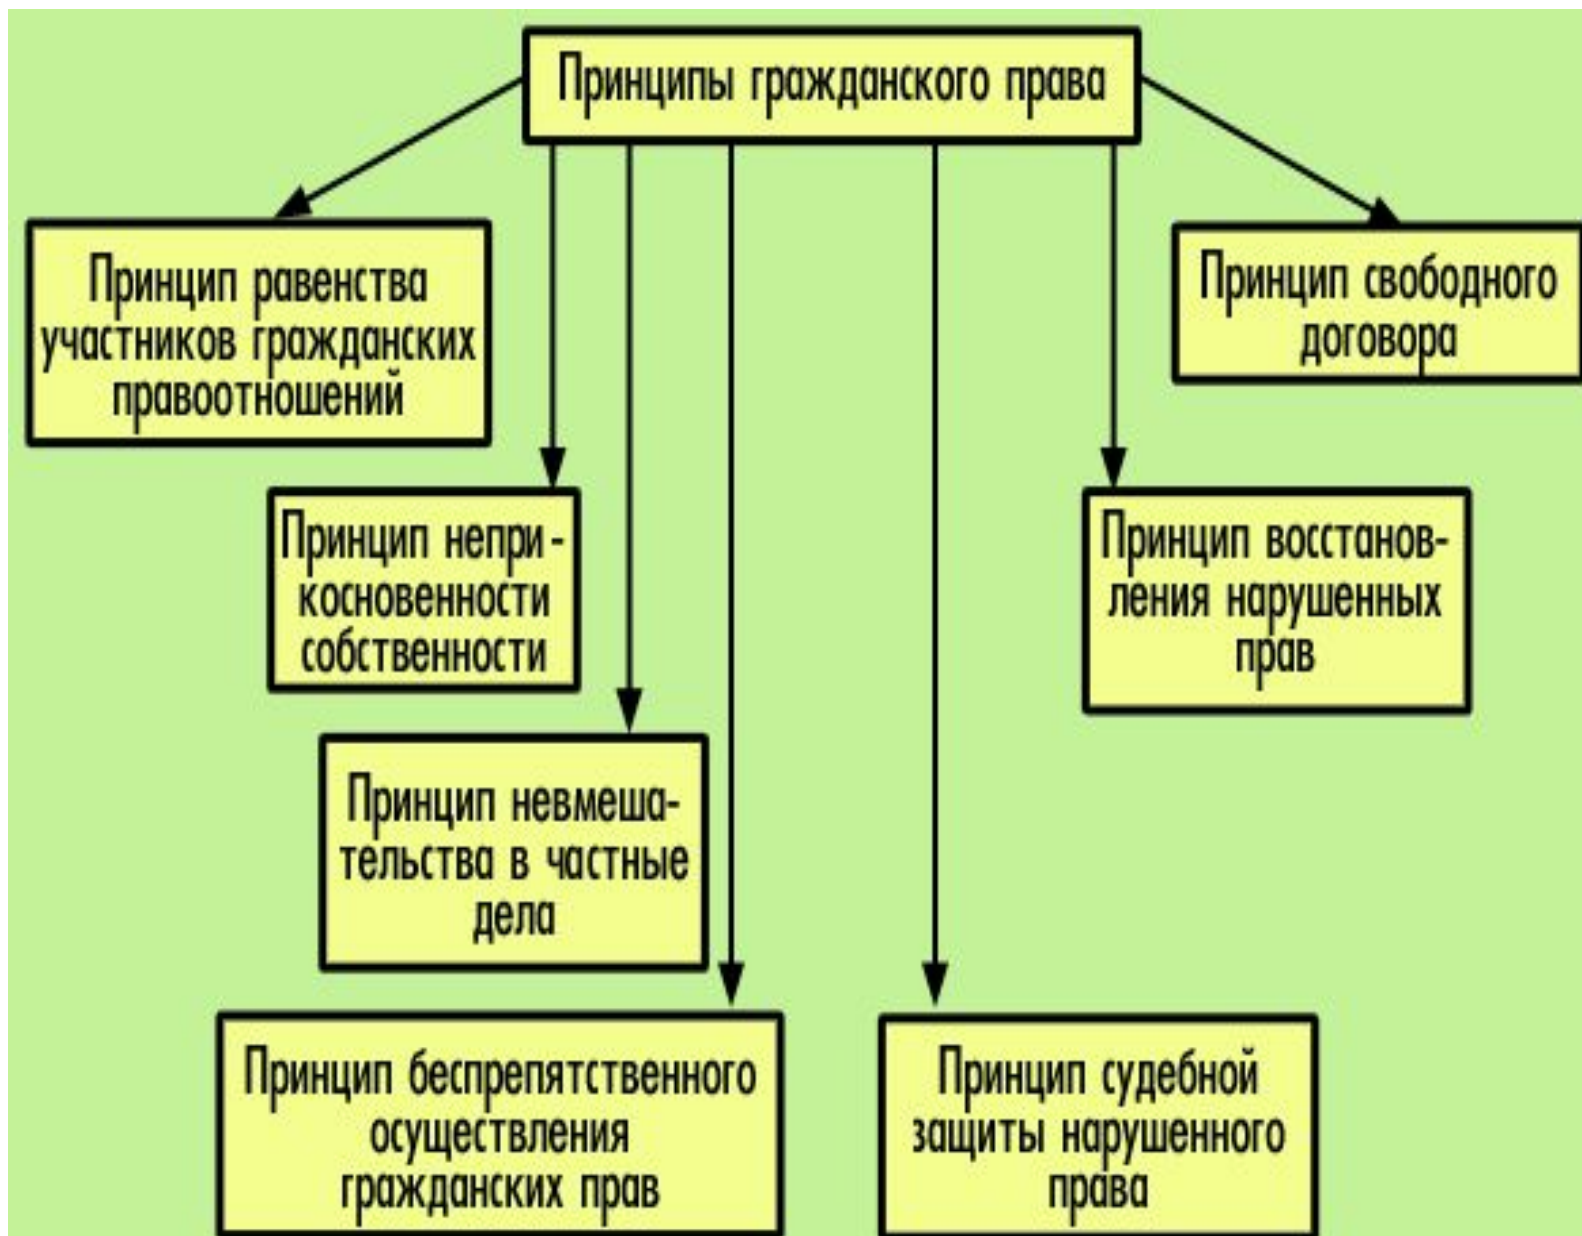 Принципы гражданского права
Принцип равенства
участников гражданских
правоотношений
Принцип свободного
договора
Принцип непри-
косновенности
собственности
Принцип восстанов-
ления нарушенных
прав
Принцип невмеша-
тельства в частные
дела
Принцип беспрепятственного
осуществления
гражданских прав
Принцип судебной
защиты нарушенного
права